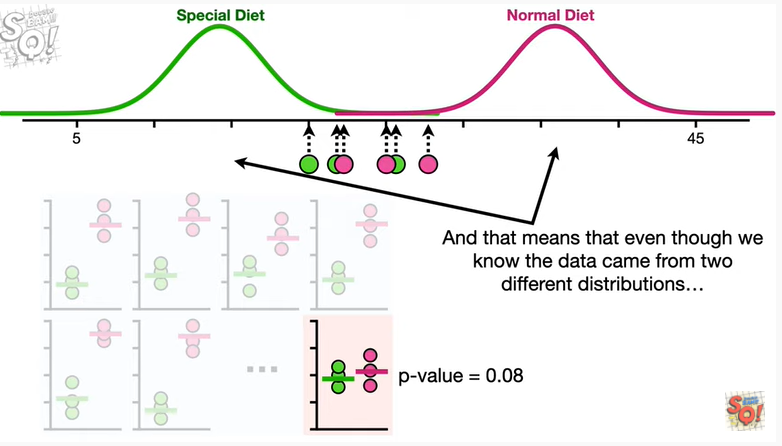 Special Diet
Normal Diet
5
45
And that means that even though we
know the data came from two
different distributions…
p-value = 0.08
SQ!